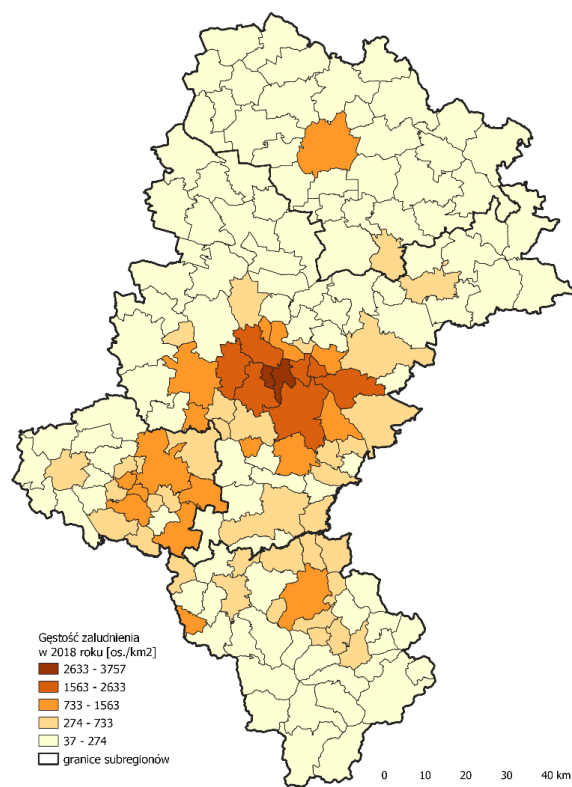 Gęstość zaludnienia
w 2018 roku [os./km2]
2633 - 3757
1563 - 2633
733 - 1563
274 - 733
37 - 274
granice subregionów
0 10 20 30 40 km